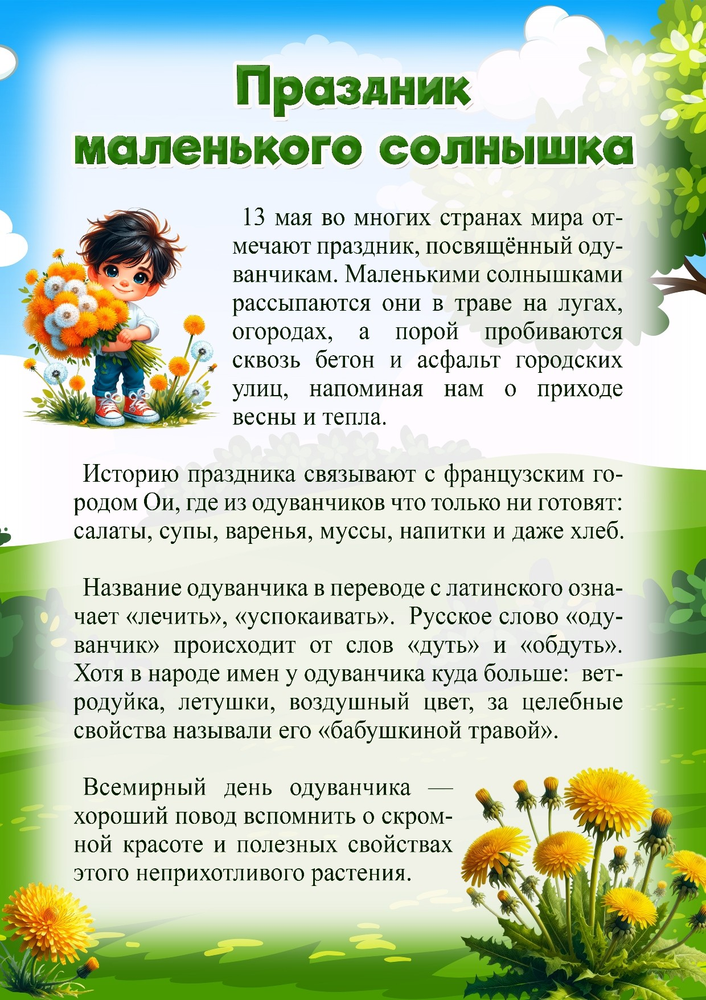 Праздник
маленького солнышка
13 мая во многих странах мира от-
мечают праздник, посвящённый оду-
ванчикам. Маленькими солнышками
рассыпаются они в траве на лугах,
огородах, а порой пробиваются
сквозь бетон и асфальт городских
улиц, напоминая нам о приходе
весны и тепла.
Историю праздника связывают с французским го-
родом Ои, где из одуванчиков что только ни готовят:
салаты, супы, варенья, муссы, напитки и даже хлеб.
Название одуванчика в переводе с латинского озна-
чает «лечить», «успокаивать». Русское слово «оду-
ванчик» происходит от слов «дуть» и «обдуть».
Хотя в народе имен у одуванчика куда больше: вет-
родуйка, летушки, воздушный цвет, за целебные
свойства называли его «бабушкиной травой».
Всемирный день одуванчика —
хороший повод вспомнить о скром-
ной красоте и полезных свойствах
этого неприхотливого растения.